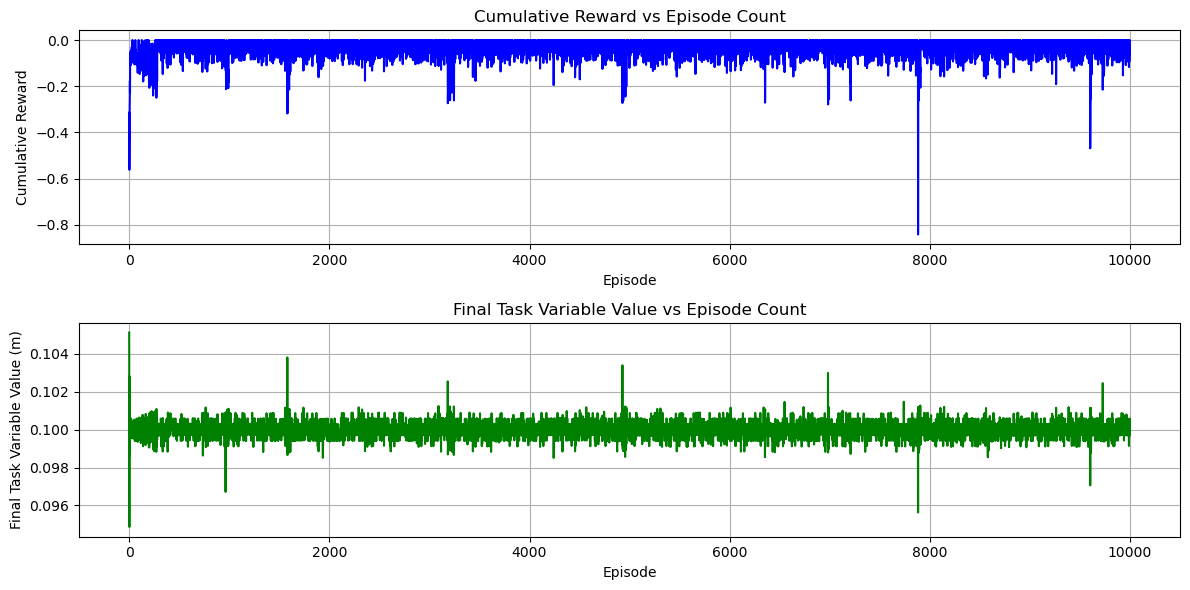 Cumulative Reward vs Episode Count
0.0
−0.2
−0.4
−0.6
−0.8
Cumulative Reward
0 2000 4000 6000 8000 10000
Episode
Final Task Variable Value vs Episode Count
0.104
0.102
0.100
0.098
0.096
Final Task Variable Value (m)
0 2000 4000 6000 8000 10000
Episode